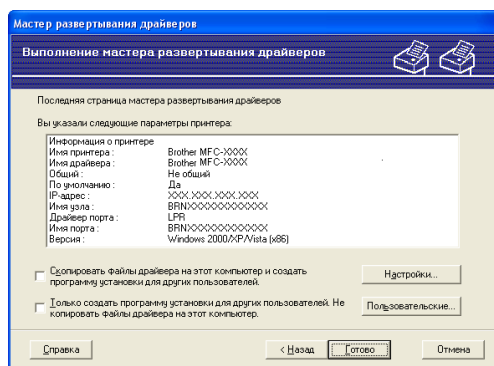 Мастер развертывания драйверов
Выполнение мастера развертывания драйверов
Последняя страница мастера развертывания драйверов
Вы указали следующие параметры принтера:
Информация о принтере
Имя принтера : Brother MFC-XXXX
Имя драйвера : Brother MFC-XXXX
Общий : Не общий
По умолчанию : Да
IP-адрес : XXX.XXX.XXX.XXX
Имя узла : BRNXXXXXXXXXXXX
Драйвер порта : LPR
Имя порта : BRNXXXXXXXXXXXX
Версия : Windows 2000/XP/Vista (x86)
Скопировать файлы драйвера на этот компьютер и создать
программу установки для других пользователей.
Настройки...
Только создать программу установки для других пользователей. Не
копировать файлы драйвера на этот компьютер.
Пользовательские...
Справка
< Назад
Готово
Отмена